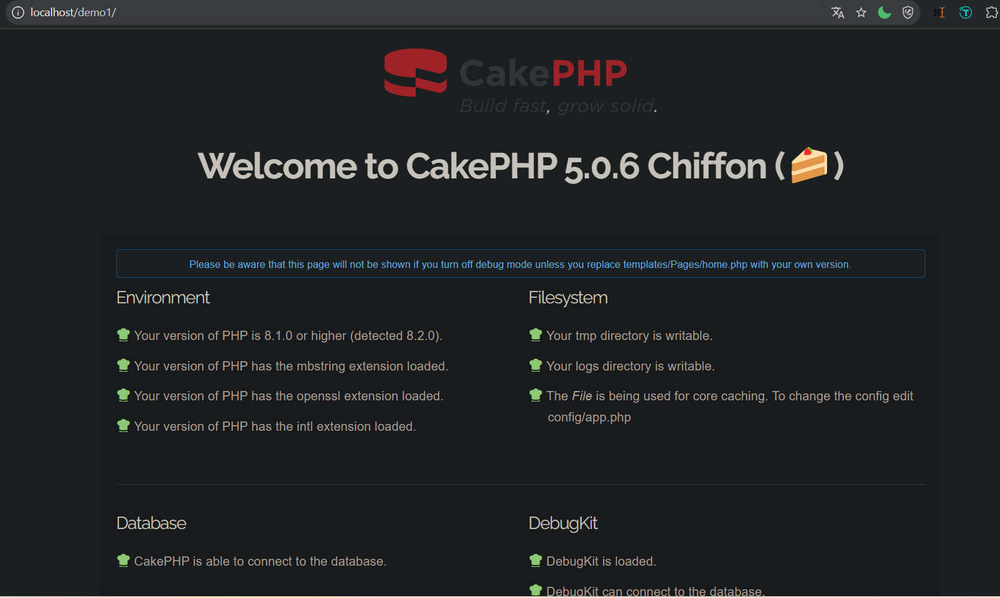 localhost/demo1/
CakePHP
Build fast, grow solid.
Welcome to CakePHP 5.0.6 Chiffon (🍰)
Please be aware that this page will not be shown if you turn off debug mode unless you replace templates/Pages/home.php with your own version.
Environment
Your version of PHP is 8.1.0 or higher (detected 8.2.0).
Your version of PHP has the mbstring extension loaded.
Your version of PHP has the openssl extension loaded.
Your version of PHP has the intl extension loaded.
Filesystem
Your tmp directory is writable.
Your logs directory is writable.
The File is being used for core caching. To change the config edit
config/app.php
Database
CakePHP is able to connect to the database.
DebugKit
DebugKit is loaded.
DebugKit can connect to the database.